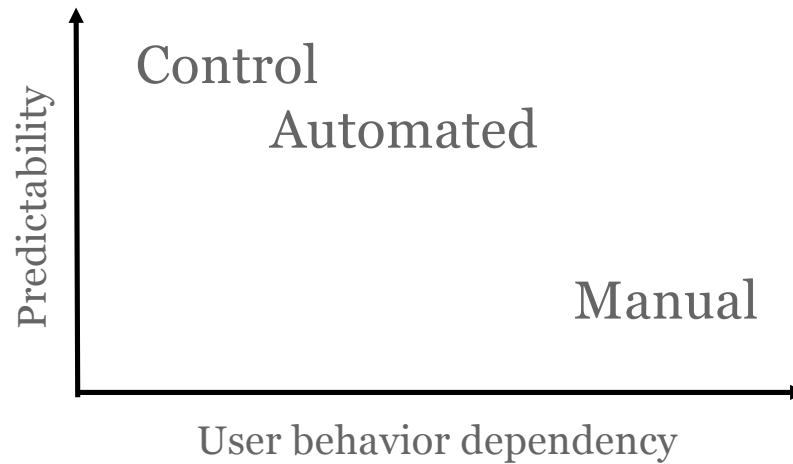 Control
Automated
Predictability
Manual
User behavior dependency